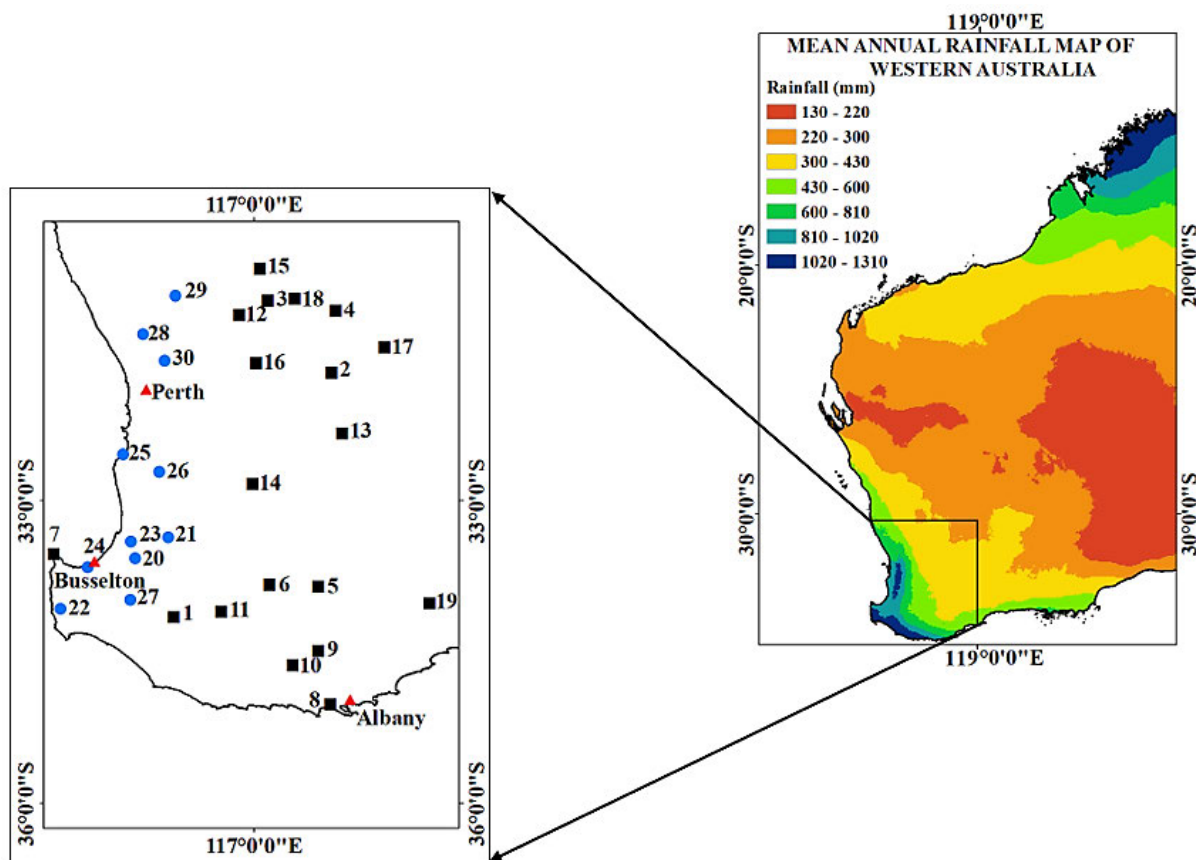 119°0'0"E
MEAN ANNUAL RAINFALL MAP OF
WESTERN AUSTRALIA
Rainfall (mm)
130 - 220
220 - 300
300 - 430
430 - 600
600 - 810
810 - 1020
1020 - 1310
20°0'0"S
20°0'0"S
30°0'0"S
30°0'0"S
119°0'0"E
117°0'0"E
15
29
3
18
12
4
28
17
30
16
2
Perth
13
25
26
14
33°0'0"S
33°0'0"S
7
23
21
24
20
Busselton
6
5
27
22
1
11
19
9
10
8
Albany
36°0'0"S
36°0'0"S
117°0'0"E